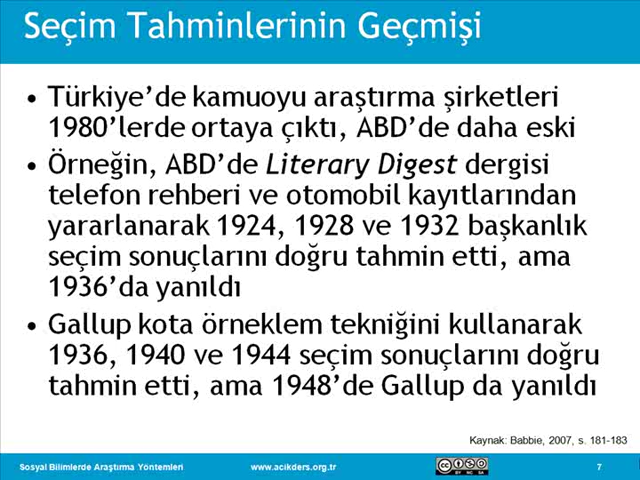 Seçim Tahminlerinin Geçmişi
• Türkiye’de kamuoyu araştırma şirketleri
1980’lerde ortaya çıktı, ABD’de daha eski
• Örneğin, ABD’de Literary Digest dergisi
telefon rehberi ve otomobil kayıtlarından
yararlanarak 1924, 1928 ve 1932 başkanlık
seçim sonuçlarını doğru tahmin etti, ama
1936’da yanıldı
• Gallup kota örneklem tekniğini kullanarak
1936, 1940 ve 1944 seçim sonuçlarını doğru
tahmin etti, ama 1948’de Gallup da yanıldı
Kaynak: Babbie, 2007, s. 181-183
Sosyal Bilimlerde Araştırma Yöntemleri www.acikders.org.tr cc BY NC SA 7